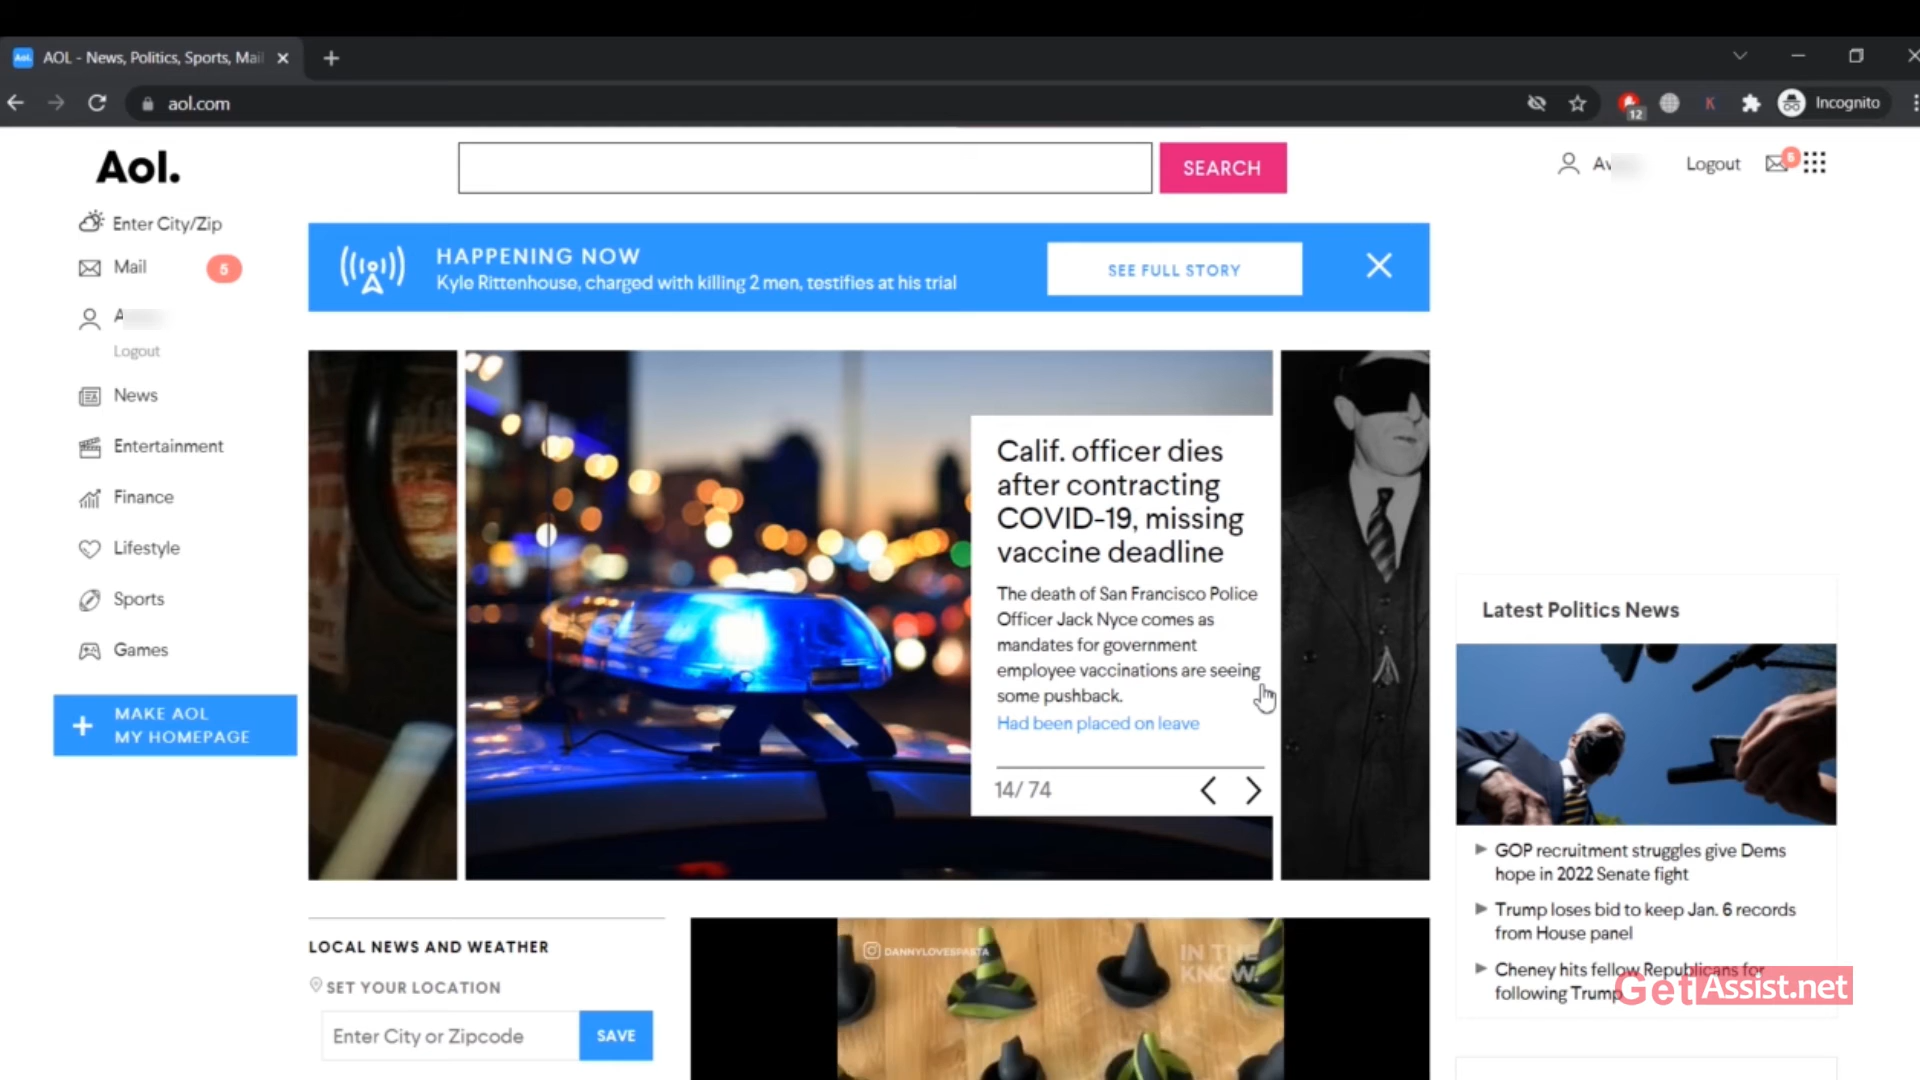 AOL - News, Politics, Sports, Mail
aol.com
12
K
Incognito
Aol.
SEARCH
Av
Logout
6
Enter City/Zip
Mail
5
A
Logout
News
Entertainment
Finance
Lifestyle
Sports
Games
MAKE AOL
MY HOMEPAGE
HAPPENING NOW
Kyle Rittenhouse, charged with killing 2 men, testifies at his trial
SEE FULL STORY
Calif. officer dies
after contracting
COVID-19, missing
vaccine deadline
The death of San Francisco Police
Officer Jack Nyce comes as
mandates for government
employee vaccinations are seeing
some pushback.
Had been placed on leave
14/ 74
Latest Politics News
GOP recruitment struggles give Dems
hope in 2022 Senate fight
Trump loses bid to keep Jan. 6 records
from House panel
Cheney hits fellow Republicans for
following Trump
GetAssist.net
LOCAL NEWS AND WEATHER
SET YOUR LOCATION
Enter City or Zipcode
SAVE
DANNYLOVESPASTA
IN THE
KNOW.